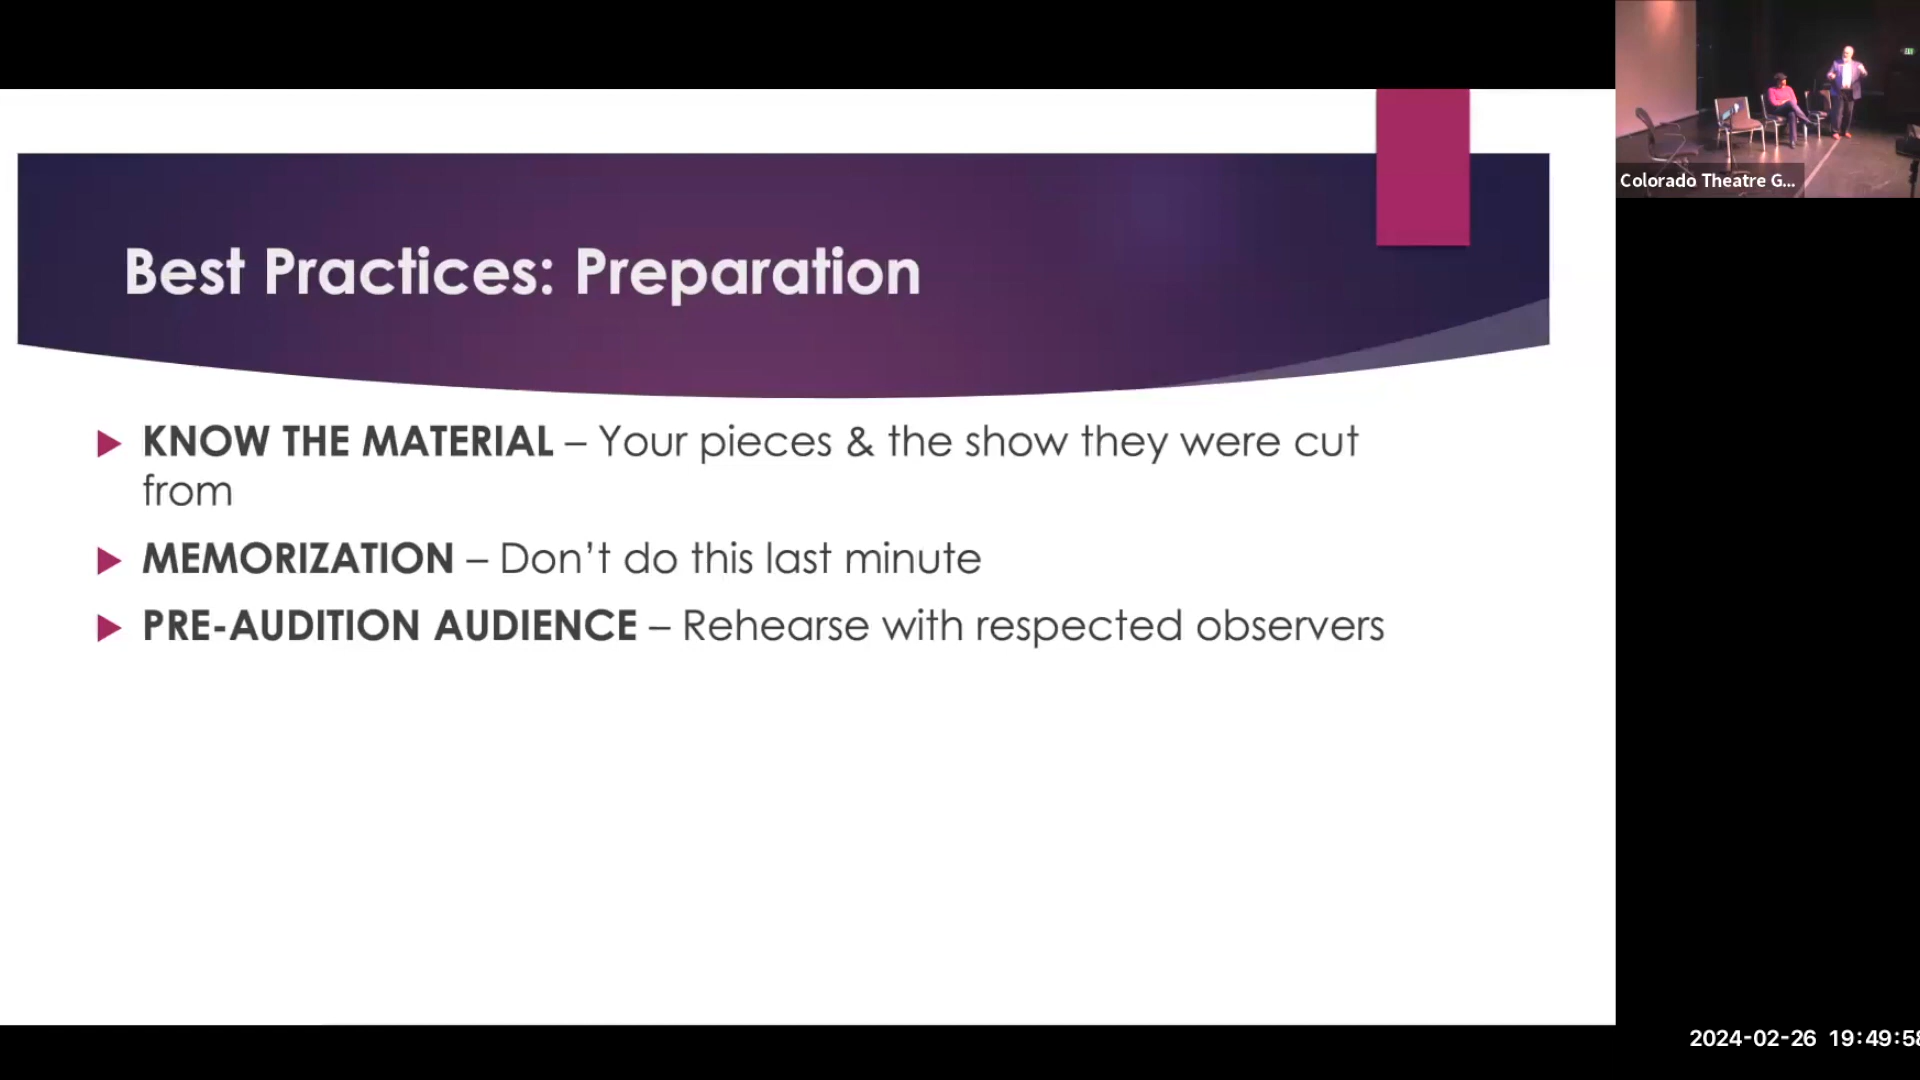 Best Practices: Preparation
KNOW THE MATERIAL – Your pieces & the show they were cut
from
MEMORIZATION – Don’t do this last minute
PRE-AUDITION AUDIENCE – Rehearse with respected observers
Colorado Theatre G...
2024-02-26 19:49:58